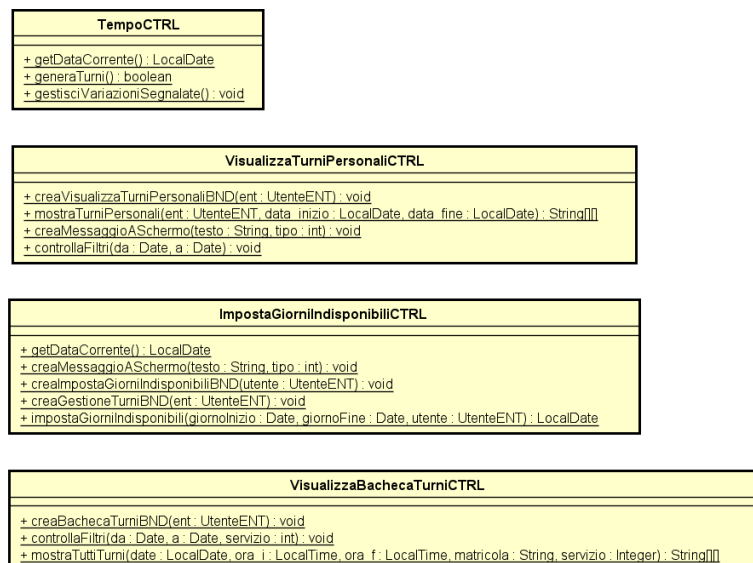 TempoCTRL
+ getDataCorrente() : LocalDate
+ generaTurni() : boolean
+ gestisciVariazioniSegnalate() : void
VisualizzaTurniPersonaliCTRL
+ creaVisualizzaTurniPersonaliBND(ent : UtenteENT) : void
+ mostraTurniPersonali(ent : UtenteENT, data_inizio : LocalDate, data_fine : LocalDate) : String[][]
+ creaMessaggioASchermo(testo : String, tipo : int) : void
+ controllaFiltri(da : Date, a : Date) : void
ImpostaGiorniIndisponibiliCTRL
+ getDataCorrente() : LocalDate
+ creaMessaggioASchermo(testo : String, tipo : int) : void
+ creaImpostaGiorniIndisponibiliBND(utente : UtenteENT) : void
+ creaGestioneTurniBND(ent : UtenteENT) : void
+ impostaGiorniIndisponibili(giornoInizio : Date, giornoFine : Date, utente : UtenteENT) : LocalDate
VisualizzaBachecaTurniCTRL
+ creaBachecaTurniBND(ent : UtenteENT) : void
+ controllaFiltri(da : Date, a : Date, servizio : int) : void
+ mostraTuttiTurni(date : LocalDate, ora_i : LocalTime, ora_f : LocalTime, matricola : String, servizio : Integer) : String[][]